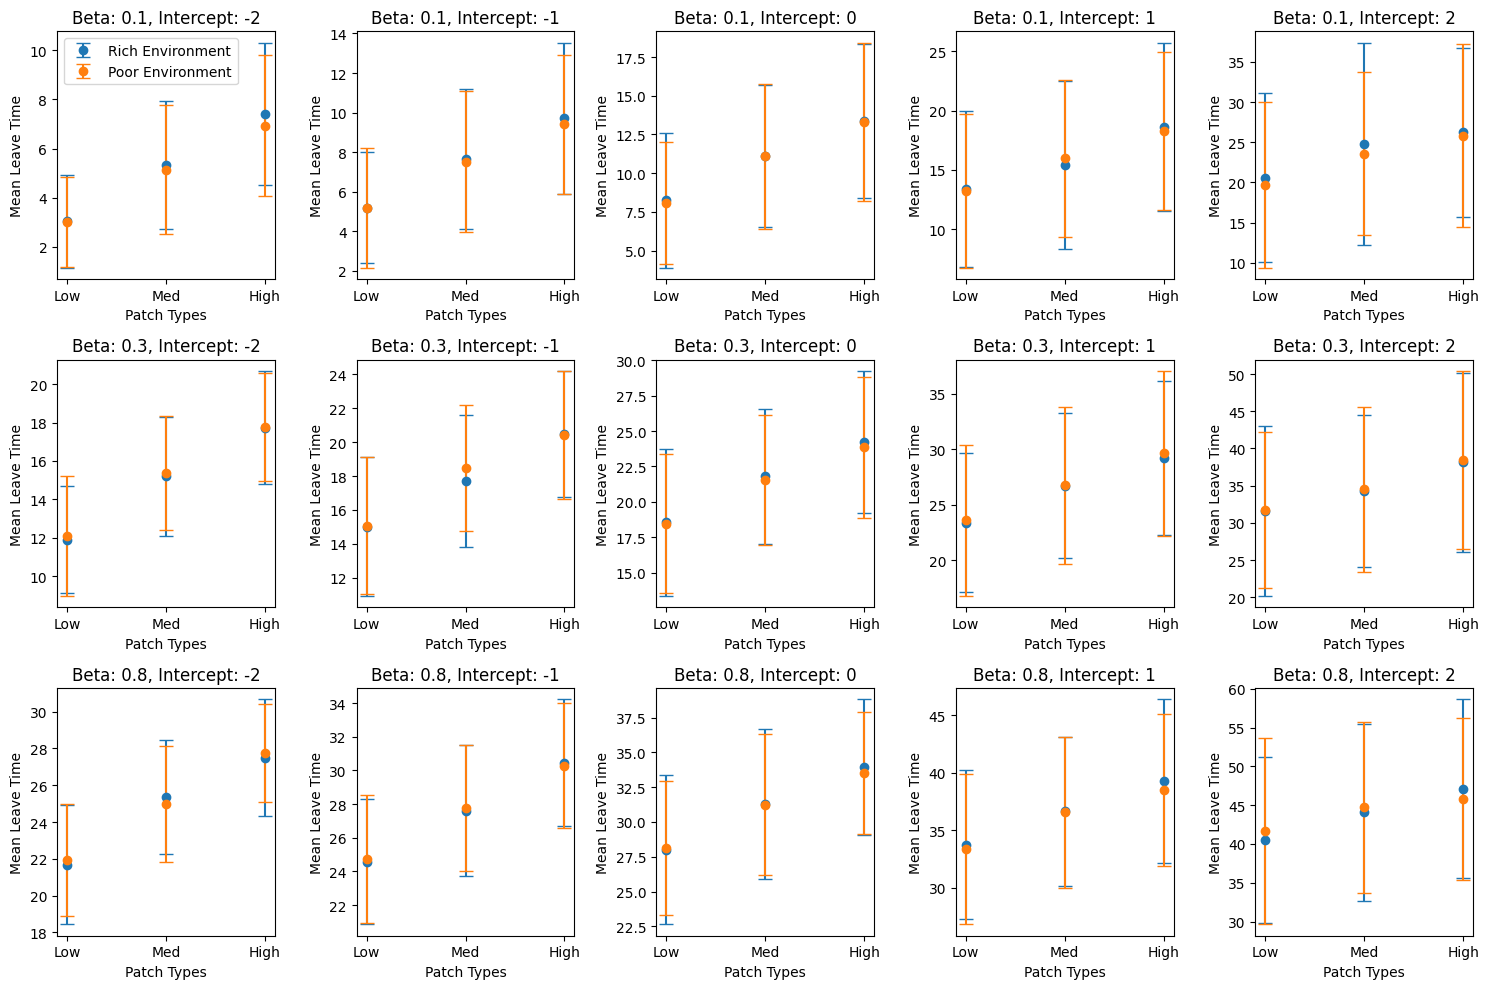 Beta: 0.1, Intercept: -2
Rich Environment
Poor Environment
Mean Leave Time
10
8
6
4
2
Low Med High
Patch Types
Beta: 0.1, Intercept: -1
Mean Leave Time
14
12
10
8
6
4
2
Low Med High
Patch Types
Beta: 0.1, Intercept: 0
Mean Leave Time
17.5
15.0
12.5
10.0
7.5
5.0
Low Med High
Patch Types
Beta: 0.1, Intercept: 1
Mean Leave Time
25
20
15
10
Low Med High
Patch Types
Beta: 0.1, Intercept: 2
Mean Leave Time
35
30
25
20
15
10
Low Med High
Patch Types
Beta: 0.3, Intercept: -2
Mean Leave Time
20
18
16
14
12
10
Low Med High
Patch Types
Beta: 0.3, Intercept: -1
Mean Leave Time
24
22
20
18
16
14
12
Low Med High
Patch Types
Beta: 0.3, Intercept: 0
Mean Leave Time
30.0
27.5
25.0
22.5
20.0
17.5
15.0
Low Med High
Patch Types
Beta: 0.3, Intercept: 1
Mean Leave Time
35
30
25
20
Low Med High
Patch Types
Beta: 0.3, Intercept: 2
Mean Leave Time
50
45
40
35
30
25
20
Low Med High
Patch Types
Beta: 0.8, Intercept: -2
Mean Leave Time
30
28
26
24
22
20
18
Low Med High
Patch Types
Beta: 0.8, Intercept: -1
Mean Leave Time
34
32
30
28
26
24
22
Low Med High
Patch Types
Beta: 0.8, Intercept: 0
Mean Leave Time
37.5
35.0
32.5
30.0
27.5
25.0
22.5
Low Med High
Patch Types
Beta: 0.8, Intercept: 1
Mean Leave Time
45
40
35
30
Low Med High
Patch Types
Beta: 0.8, Intercept: 2
Mean Leave Time
60
55
50
45
40
35
30
Low Med High
Patch Types